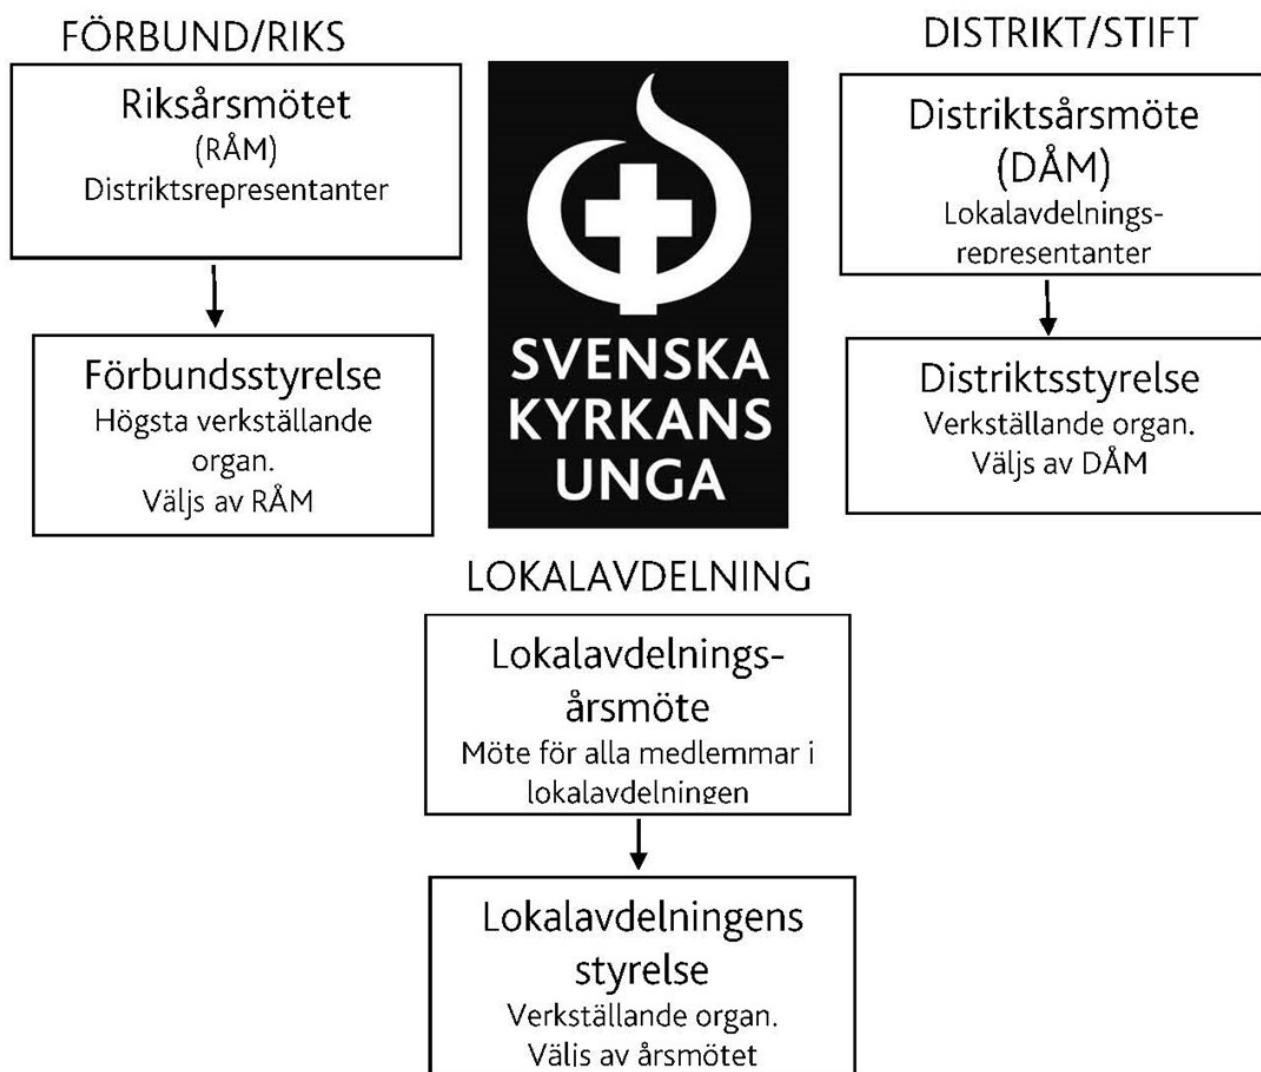 FÖRBUND/RIKS
Riksårsmötet
(RÅM)
Distriktsrepresentanter
Förbundsstyrelse
Högsta verkställande
organ.
Väljs av RÅM
SVENSKA
KYRKANS
UNGA
DISTRIKT/STIFT
Distriktsårsmöte
(DÅM)
Lokalavdelnings-
representanter
Distriktsstyrelse
Verkställande organ.
Väljs av DÅM
LOKALAVDELNING
Lokalavdelnings-
årsmöte
Möte för alla medlemmar i
lokalavdelningen
Lokalavdelningens
styrelse
Verkställande organ.
Väljs av årsmötet